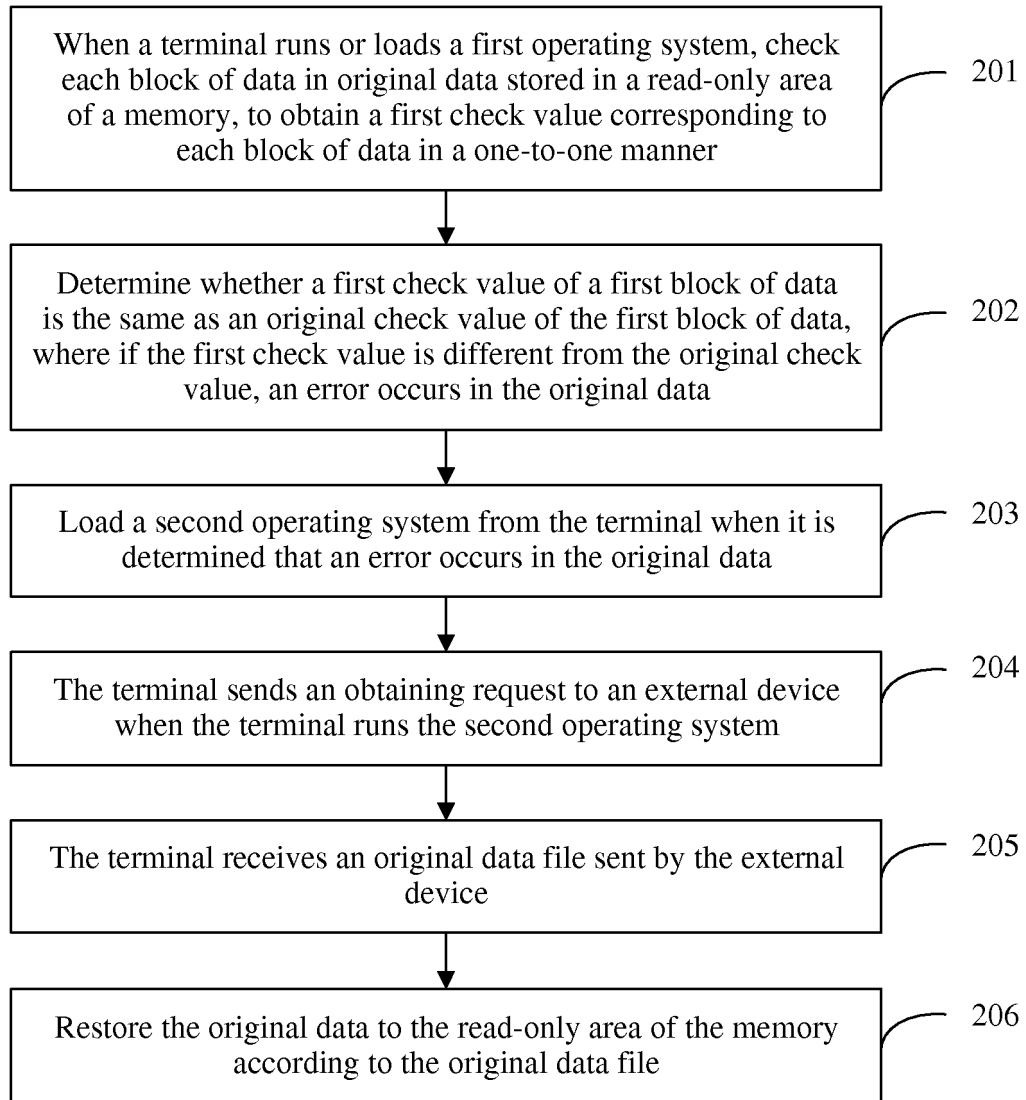 When a terminal runs or loads a first operating system, check
each block of data in original data stored in a read-only area
of a memory, to obtain a first check value corresponding to
each block of data in a one-to-one manner
201
Determine whether a first check value of a first block of data
is the same as an original check value of the first block of data,
where if the first check value is different from the original check
value, an error occurs in the original data
202
Load a second operating system from the terminal when it is
determined that an error occurs in the original data
203
The terminal sends an obtaining request to an external device
when the terminal runs the second operating system
204
The terminal receives an original data file sent by the external
device
205
Restore the original data to the read-only area of the memory
according to the original data file
206